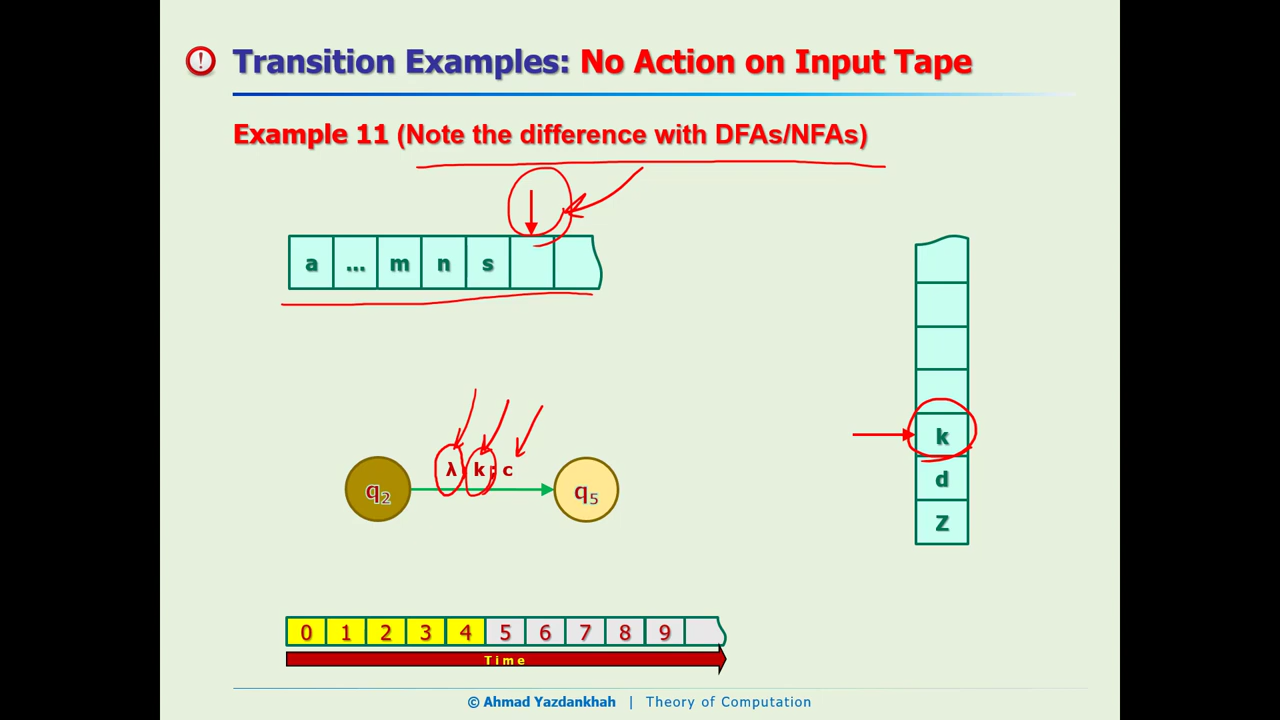 Transition Examples: No Action on Input Tape
Example 11 (Note the difference with DFAs/NFAs)
a ... m n s
k
d
Z
λ, k ; c
q2 q5
0 1 2 3 4 5 6 7 8 9
Time
© Ahmad Yazdankhah | Theory of Computation